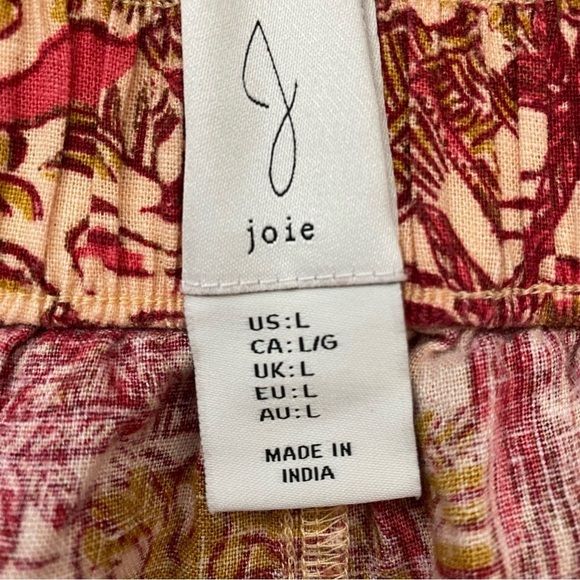 J
joie
US:L
CA:L/G
UK:L
EU:L
AU:L
MADE IN
INDIA